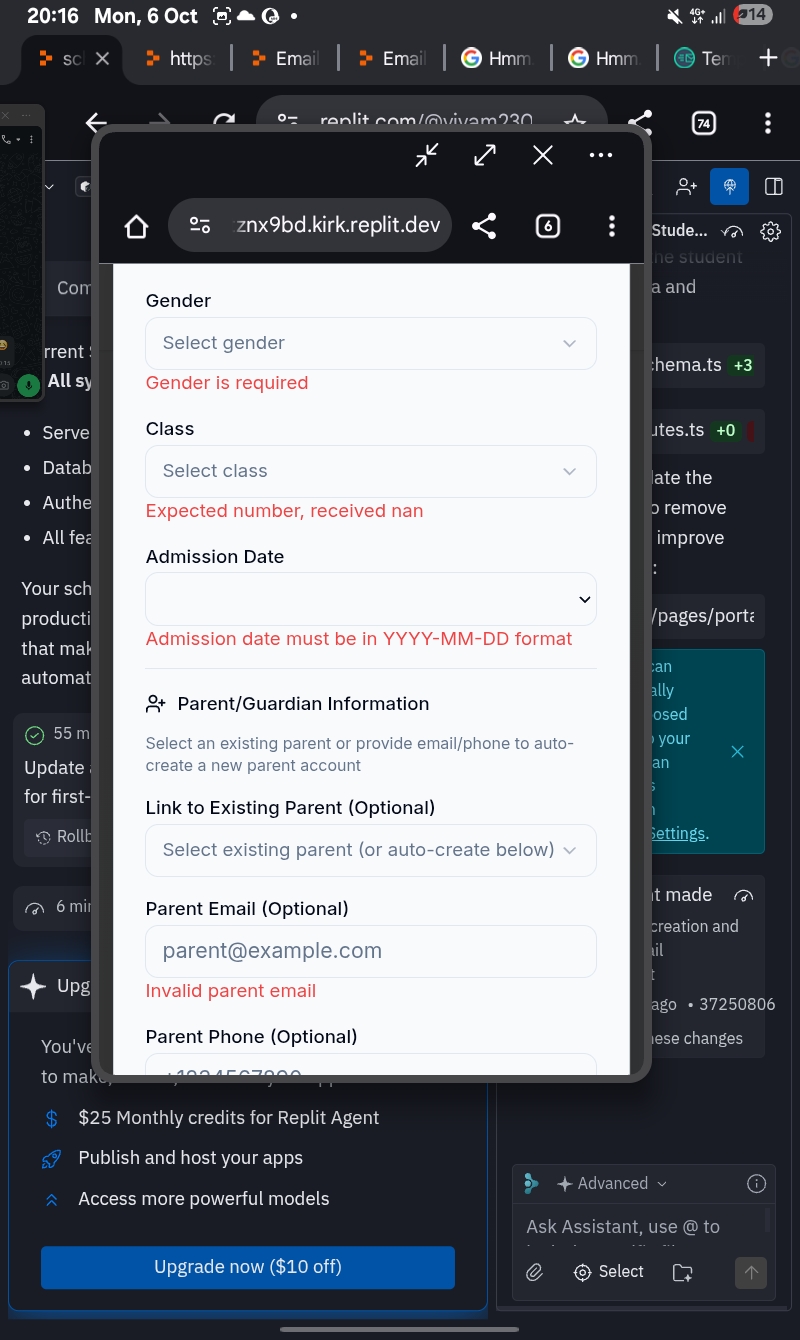 20:16 Mon, 6 Oct
4G+
14
sc
https:
Email
Email
Hmm
Hmm
replit.com/@vivam230
74
znx9bd.kirk.replit.dev
6
Gender
Select gender
Gender is required
Class
Select class
Expected number, received nan
Admission Date
Admission date must be in YYYY-MM-DD format
Parent/Guardian Information
Select an existing parent or provide email/phone to auto-
create a new parent account
Link to Existing Parent (Optional)
Select existing parent (or auto-create below)
Parent Email (Optional)
parent@example.com
Invalid parent email
Parent Phone (Optional)
+1234567890
Com
rrent S
All sy
Serve
Datab
Authe
All fea
Your sch
producti
that mak
automat
55 m
Update
for first-
Rollb
6 min
Upg
You've
to make
$25 Monthly credits for Replit Agent
Publish and host your apps
Access more powerful models
Upgrade now ($10 off)
Stude...
he student
a and
hema.ts +3
utes.ts +0
date the
o remove
improve
:
/pages/porta
can
ally
osed
your
an
s
Settings.
t made
creation and
ail
t
ago • 37250806
hese changes
Advanced
Ask Assistant, use @ to
Select